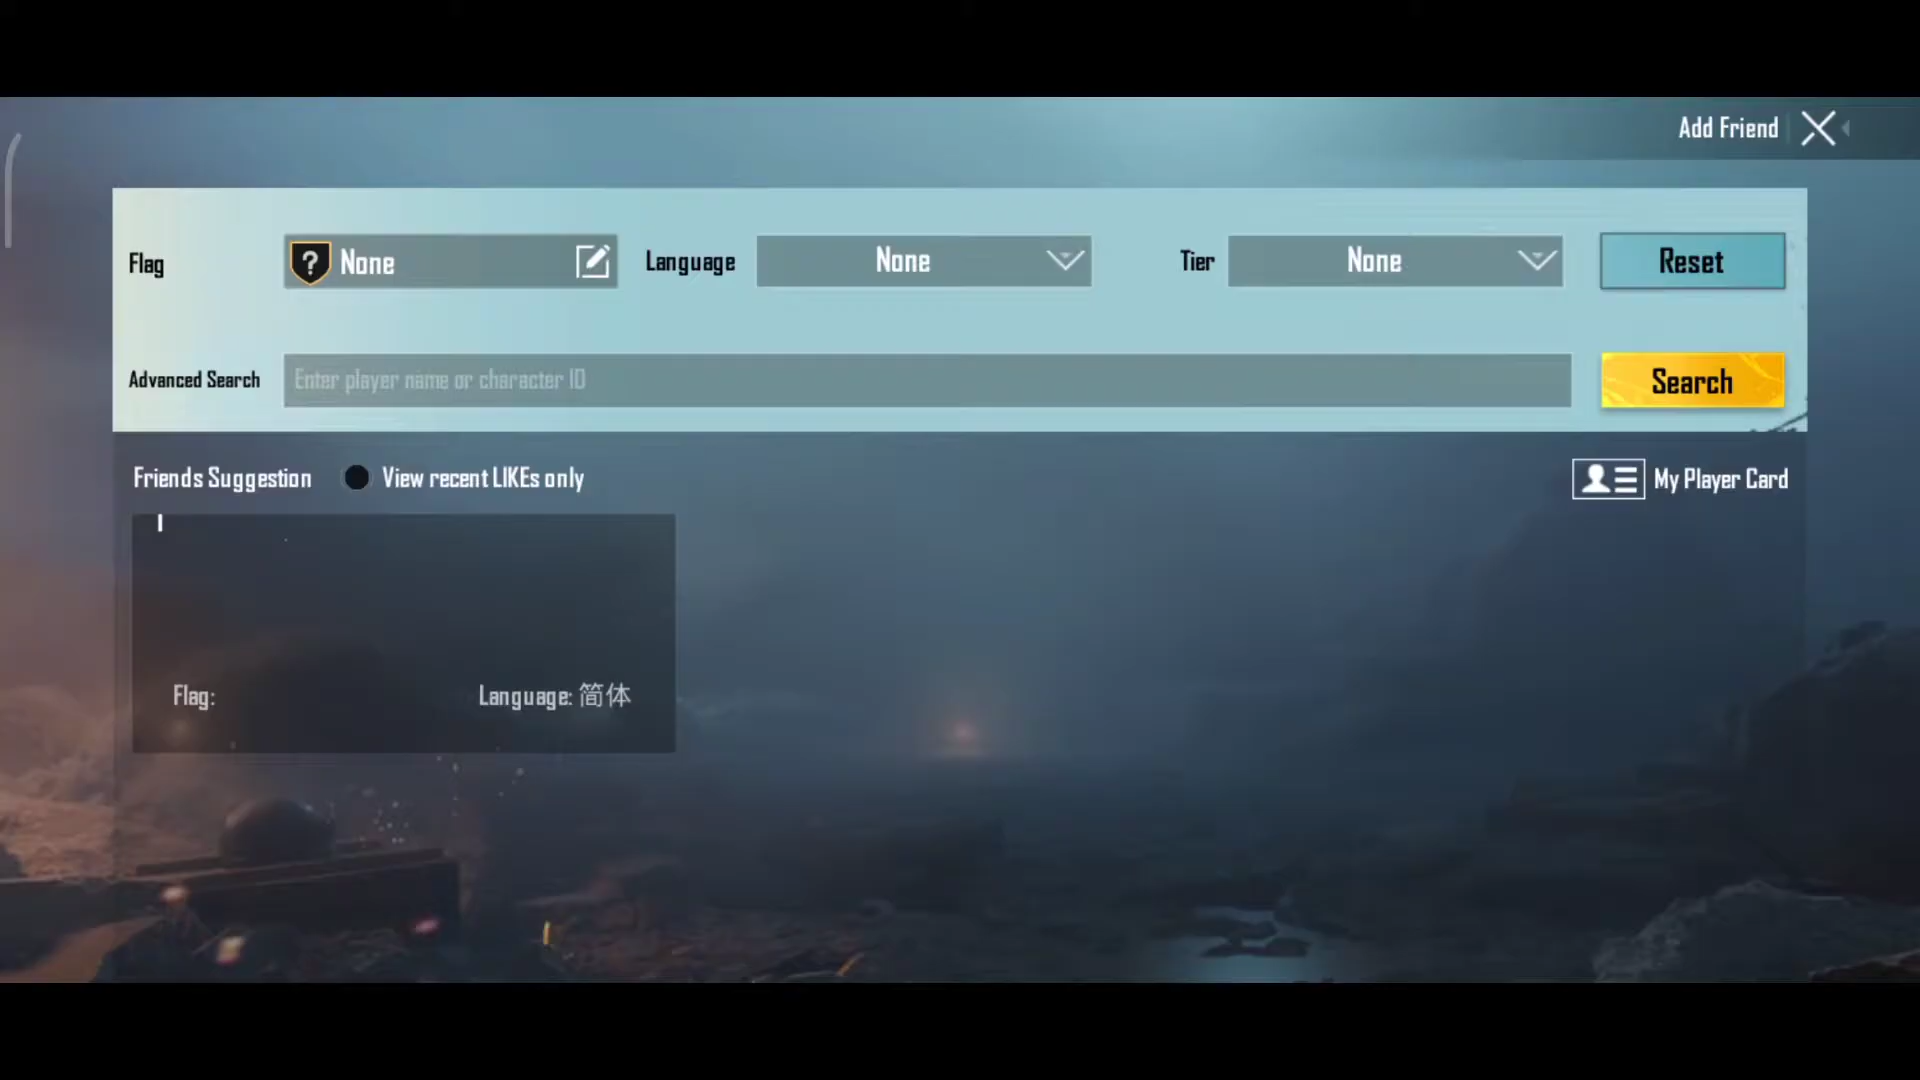 Add Friend
Flag
? None
Language
None
Tier
None
Reset
Advanced Search
Enter player name or character ID
Search
Friends Suggestion
View recent LIKEs only
My Player Card
Flag:
Language: 简体